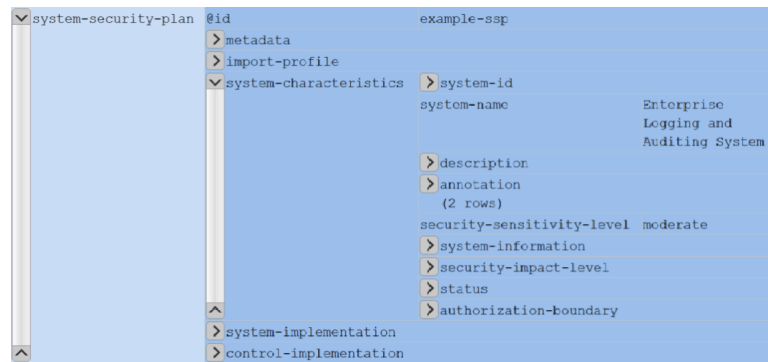 system-security-plan @id example-ssp
metadata
import-profile
system-characteristics system-id
system-name Enterprise
Logging and
Auditing System
description
annotation
(2 rows)
security-sensitivity-level moderate
system-information
security-impact-level
status
authorization-boundary
system-implementation
control-implementation